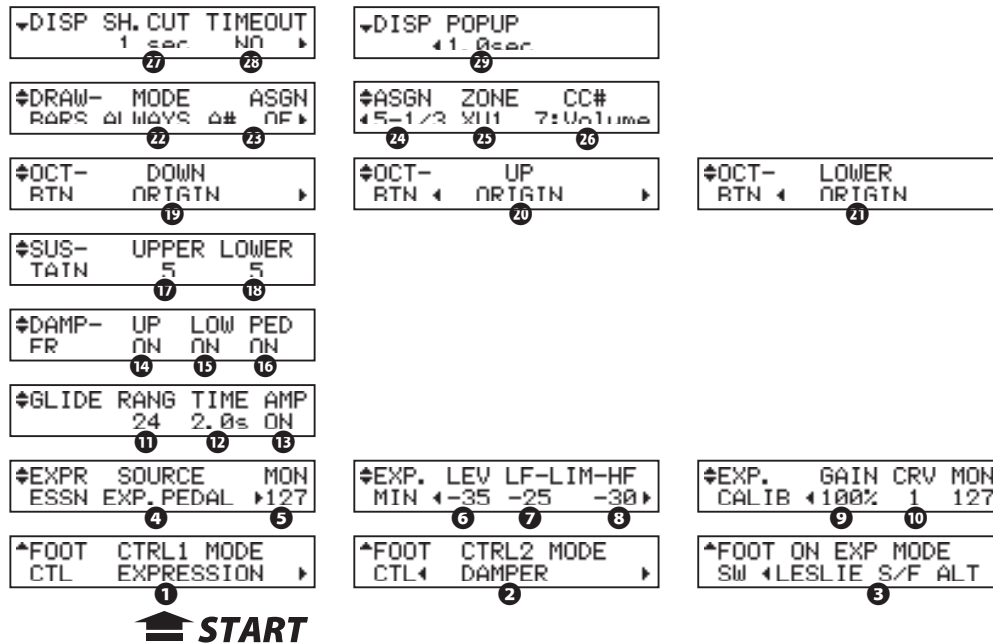 DISP SH.CUT TIMEOUT
1 sec NO
27 28
DISP POPUP
1.0sec
29
DRAW- MODE ASGN
BARS ALWAYS A# OF
22 23
ASGN ZONE CC#
5-1/3 XU1 7:Volume
24 25 26
OCT- DOWN
BTN ORIGIN
19
OCT- UP
BTN ORIGIN
20
OCT- LOWER
BTN ORIGIN
21
SUS- UPPER LOWER
TAIN 5 5
17 18
DAMP- UP LOW PED
ER ON ON ON
14 15 16
GLIDE RANG TIME AMP
24 2.0s ON
11 12 13
EXPR SOURCE MON
ESSN EXP.PEDAL 127
4 5
EXP. LEV LF-LIM-HF
MIN -35 -25 -30
6 7 8
EXP. GAIN CRV MON
CALIB 100% 1 127
9 10
FOOT CTRL1 MODE
CTL EXPRESSION
1
FOOT CTRL2 MODE
CTL DAMPER
2
FOOT ON EXP MODE
SW LESLIE S/F ALT
3
START